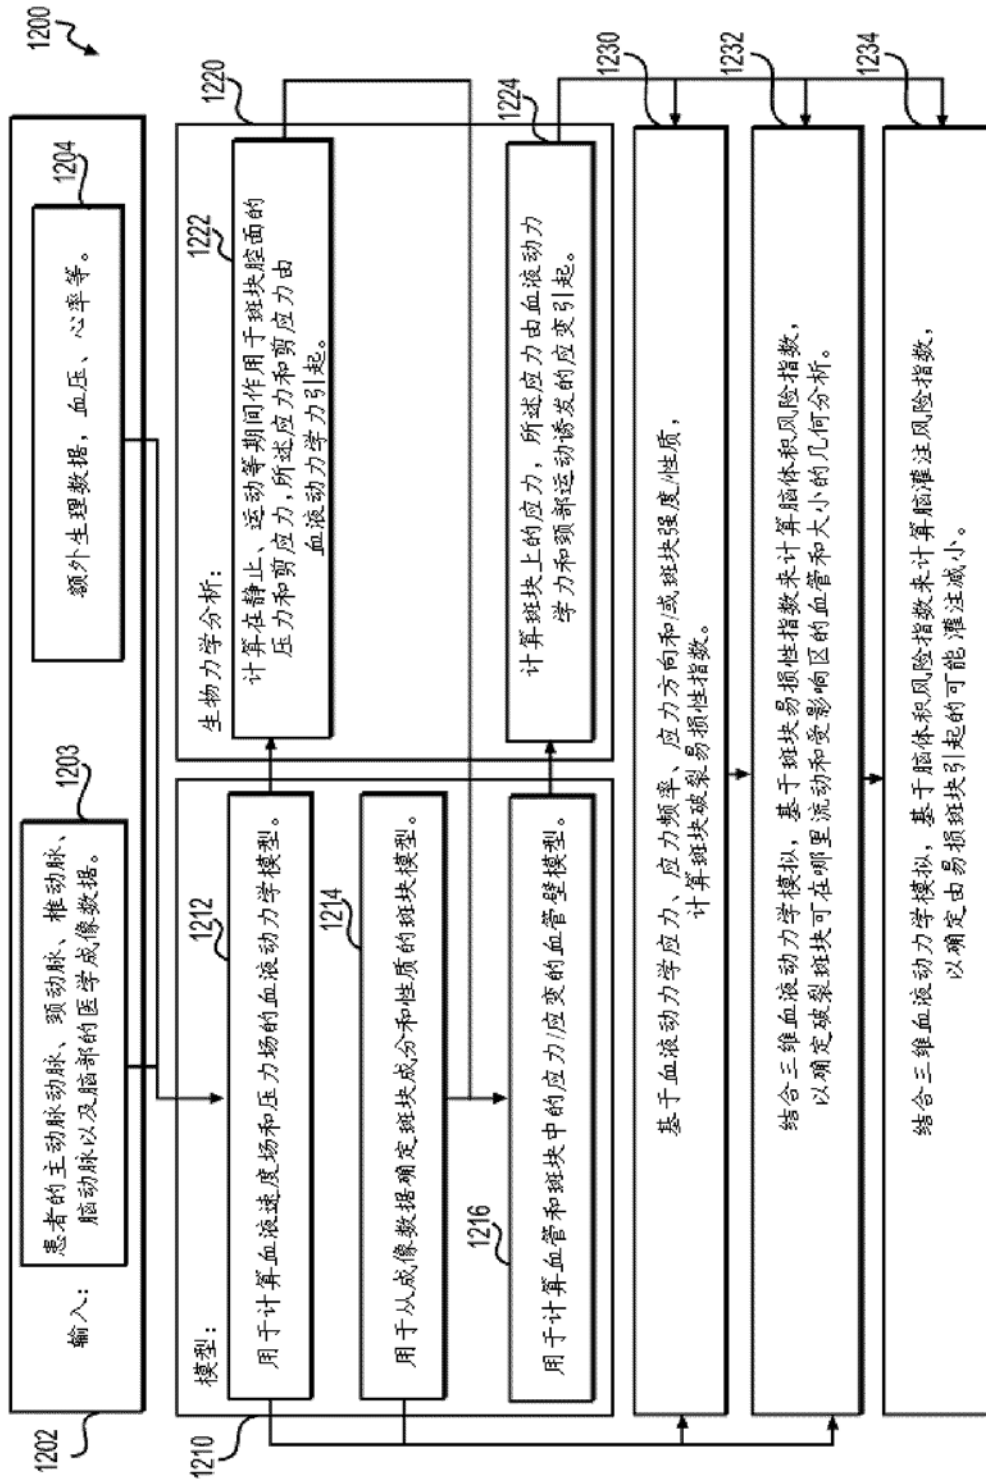 1200
1202
输入：
1203
患者的主动脉动脉、颈动脉、椎动脉、
脑动脉以及脑部的医学成像数据。
1204
额外生理数据，血压、心率等。
1210
模型：
1212
用于计算血液速度场和压力场的血液动力学模型。
1214
用于从成像数据确定斑块成分和性质的斑块模型。
1216
用于计算血管和斑块中的应力/应变的血管壁模型。
1220
生物力学分析：
1222
计算在静止、运动等期间作用于斑块腔面的
压力和剪应力，所述应力和剪应力由
血液动力学力引起。
1224
计算斑块上的应力，所述应力由血液动力
学力和颈部运动诱发的应变引起。
1230
基于血液动力学应力、应力频率、应力方向和/或斑块强度/性质，
计算斑块破裂易损性指数。
1232
结合三维血液动力学模拟，基于斑块易损性指数来计算脑体积风险指数，
以确定破裂斑块可在哪里流动和受影响区的血管和大小的几何分析。
1234
结合三维血液动力学模拟，基于脑体积风险指数来计算脑灌注风险指数，
以确定由易损斑块引起的可能灌注减小。